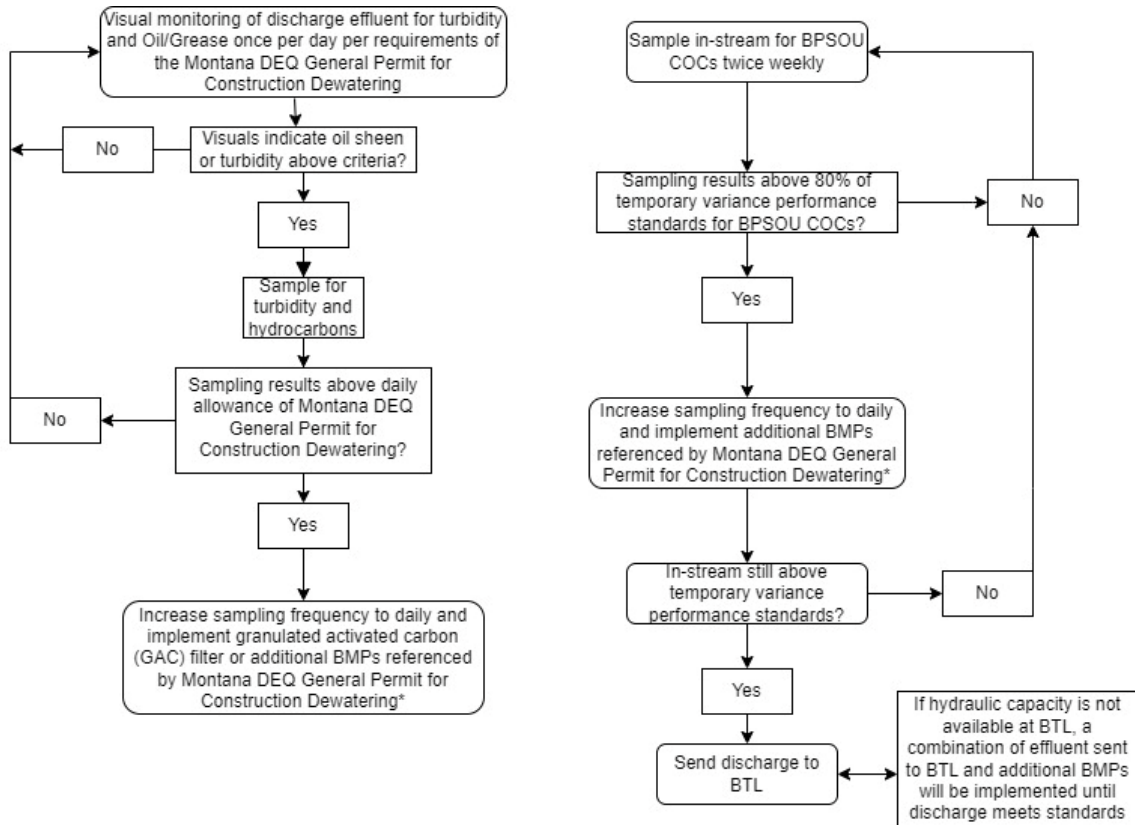 Visual monitoring of discharge effluent for turbidity
and Oil/Grease once per day per requirements of
the Montana DEQ General Permit for
Construction Dewatering
No
Visuals indicate oil sheen
or turbidity above criteria?
Yes
Sample for
turbidity and
hydrocarbons
No
Sampling results above daily
allowance of Montana DEQ
General Permit for
Construction Dewatering?
Yes
Increase sampling frequency to daily and
implement granulated activated carbon
(GAC) filter or additional BMPs referenced
by Montana DEQ General Permit for
Construction Dewatering*
Sample in-stream for BPSOU
COCs twice weekly
Sampling results above 80% of
temporary variance performance
standards for BPSOU COCs?
No
Yes
Increase sampling frequency to daily
and implement additional BMPs
referenced by Montana DEQ General
Permit for Construction Dewatering*
In-stream still above
temporary variance
performance standards?
No
Yes
Send discharge to
BTL
If hydraulic capacity is not
available at BTL, a
combination of effluent sent
to BTL and additional BMPs
will be implemented until
discharge meets standards